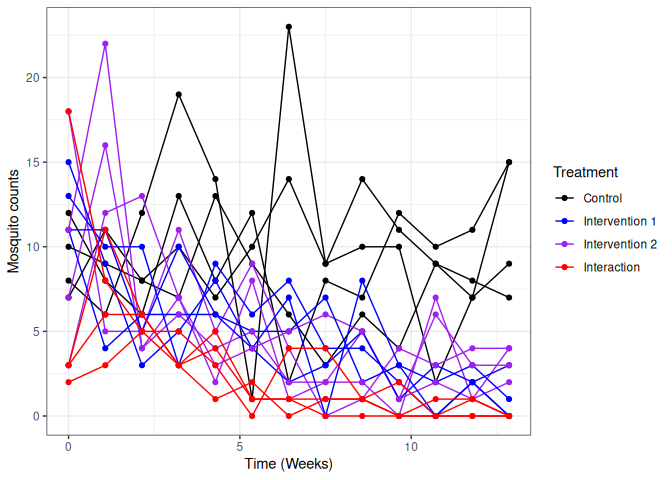 Mosquito counts
20
15
10
5
0
0
5
10
Time (Weeks)
Treatment
Control
Intervention 1
Intervention 2
Interaction